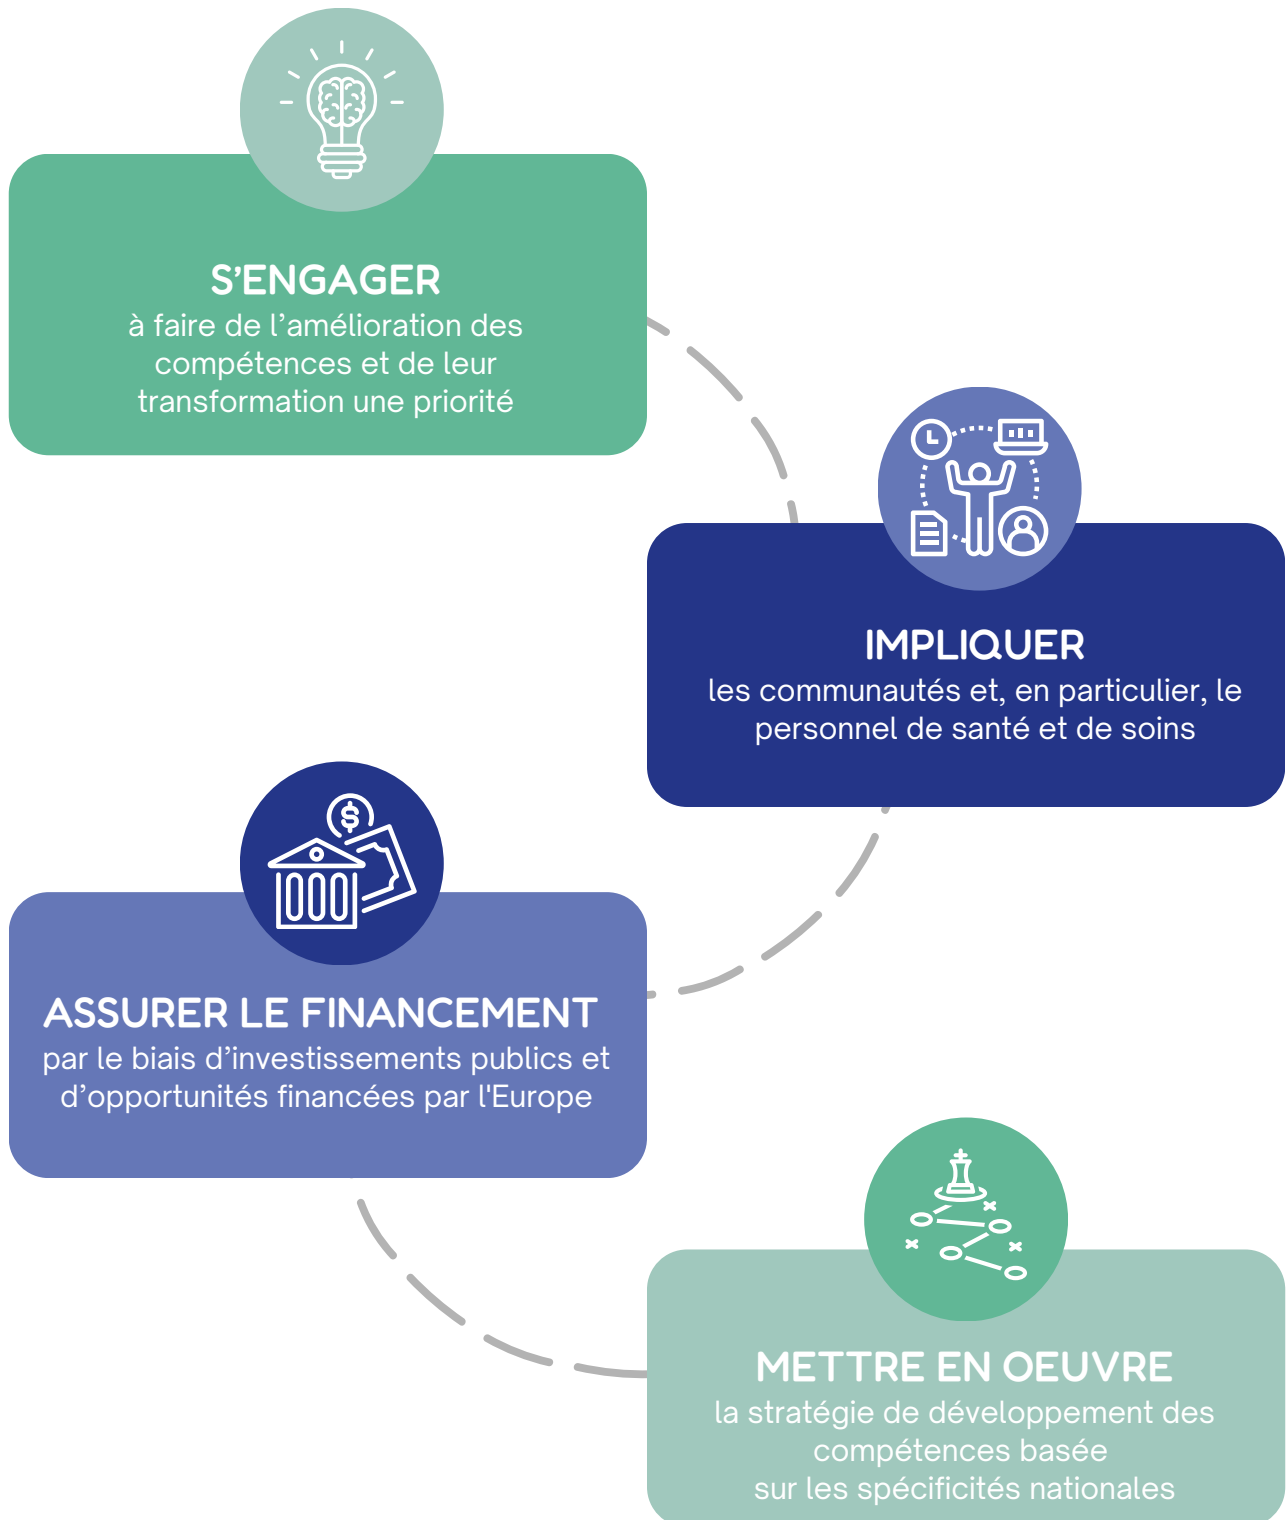 S’ENGAGER
à faire de l’amélioration des
compétences et de leur
transformation une priorité
IMPLIQUER
les communautés et, en particulier, le
personnel de santé et de soins
$
ASSURER LE FINANCEMENT
par le biais d’investissements publics et
d’opportunités financées par l'Europe
METTRE EN OEUVRE
la stratégie de développement des
compétences basée
sur les spécificités nationales